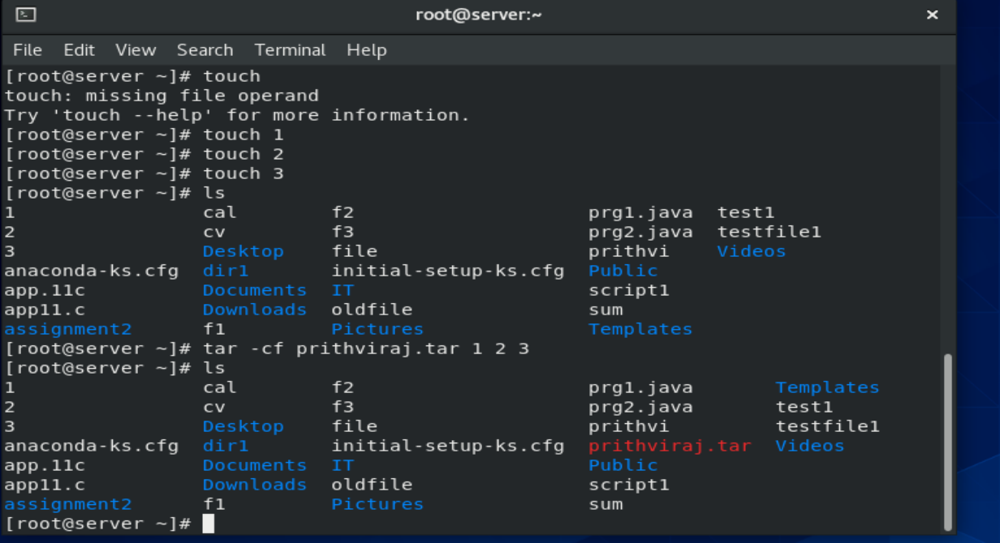 root@server:~ ×
File Edit View Search Terminal Help
[root@server ~]# touch
touch: missing file operand
Try 'touch --help' for more information.
[root@server ~]# touch 1
[root@server ~]# touch 2
[root@server ~]# touch 3
[root@server ~]# ls
1 cal f2 prg1.java test1
2 cv f3 prg2.java testfile1
3 Desktop file prithvi Videos
anaconda-ks.cfg dir1 initial-setup-ks.cfg Public
app.11c Documents IT script1
app11.c Downloads oldfile sum
assignment2 f1 Pictures Templates
[root@server ~]# tar -cf prithviraj.tar 1 2 3
[root@server ~]# ls
1 cal f2 prg1.java Templates
2 cv f3 prg2.java test1
3 Desktop file prithvi testfile1
anaconda-ks.cfg dir1 initial-setup-ks.cfg prithviraj.tar Videos
app.11c Documents IT Public
app11.c Downloads oldfile script1
assignment2 f1 Pictures sum
[root@server ~]#